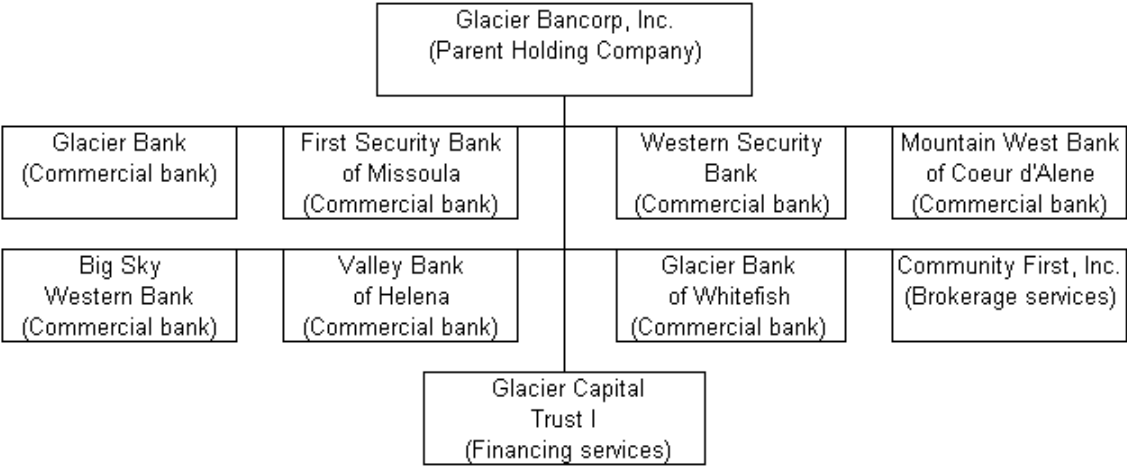 Glacier Bancorp, Inc.
(Parent Holding Company)
Glacier Bank
(Commercial bank)
First Security Bank
of Missoula
(Commercial bank)
Western Security
Bank
(Commercial bank)
Mountain West Bank
of Coeur d'Alene
(Commercial bank)
Big Sky
Western Bank
(Commercial bank)
Valley Bank
of Helena
(Commercial bank)
Glacier Bank
of Whitefish
(Commercial bank)
Community First, Inc.
(Brokerage services)
Glacier Capital
Trust I
(Financing services)